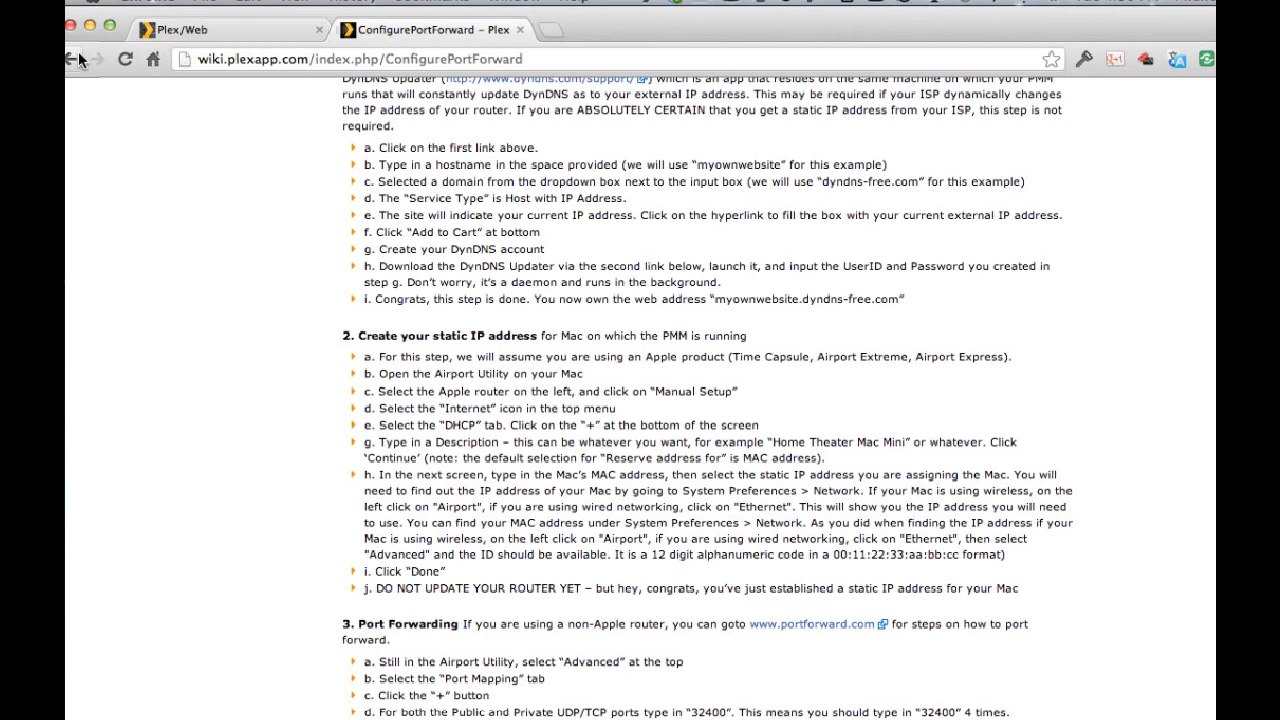 Plex/Web
ConfigurePortForward – Plex
wiki.plexapp.com/index.php/ConfigurePortForward
DynDNS Updater (http://www.dyndns.com/support/) which is an app that resides on the same machine on which your PMM
runs that will constantly update DynDNS as to your external IP address. This may be required if your ISP dynamically changes
the IP address of your router. If you are ABSOLUTELY CERTAIN that you get a static IP address from your ISP, this step is not
required.
a. Click on the first link above.
b. Type in a hostname in the space provided (we will use “myownwebsite” for this example)
c. Selected a domain from the dropdown box next to the input box (we will use “dyndns-free.com” for this example)
d. The “Service Type” is Host with IP Address.
e. The site will indicate your current IP address. Click on the hyperlink to fill the box with your current external IP address.
f. Click “Add to Cart” at bottom
g. Create your DynDNS account
h. Download the DynDNS Updater via the second link below, launch it, and input the UserID and Password you created in
step g. Don’t worry, it’s a daemon and runs in the background.
i. Congrats, this step is done. You now own the web address “myownwebsite.dyndns-free.com”
2. Create your static IP address for Mac on which the PMM is running
a. For this step, we will assume you are using an Apple product (Time Capsule, Airport Extreme, Airport Express).
b. Open the Airport Utility on your Mac
c. Select the Apple router on the left, and click on “Manual Setup”
d. Select the “Internet” icon in the top menu
e. Select the “DHCP” tab. Click on the “+” at the bottom of the screen
g. Type in a Description – this can be whatever you want, for example “Home Theater Mac Mini” or whatever. Click
‘Continue’ (note: the default selection for “Reserve address for” is MAC address).
h. In the next screen, type in the Mac’s MAC address, then select the static IP address you are assigning the Mac. You will
need to find out the IP address of your Mac by going to System Preferences > Network. If your Mac is using wireless, on the
left click on "Airport", if you are using wired networking, click on "Ethernet". This will show you the IP address you will need
to use. You can find your MAC address under System Preferences > Network. As you did when finding the IP address if your
Mac is using wireless, on the left click on "Airport", if you are using wired networking, click on "Ethernet", then select
"Advanced" and the ID should be available. It is a 12 digit alphanumeric code in a 00:11:22:33:aa:bb:cc format)
i. Click “Done”
j. DO NOT UPDATE YOUR ROUTER YET – but hey, congrats, you’ve just established a static IP address for your Mac
3. Port Forwarding If you are using a non-Apple router, you can goto www.portforward.com for steps on how to port
forward.
a. Still in the Airport Utility, select “Advanced” at the top
b. Select the “Port Mapping” tab
c. Click the “+” button
d. For both the Public and Private UDP/TCP ports type in “32400”. This means you should type in “32400” 4 times.